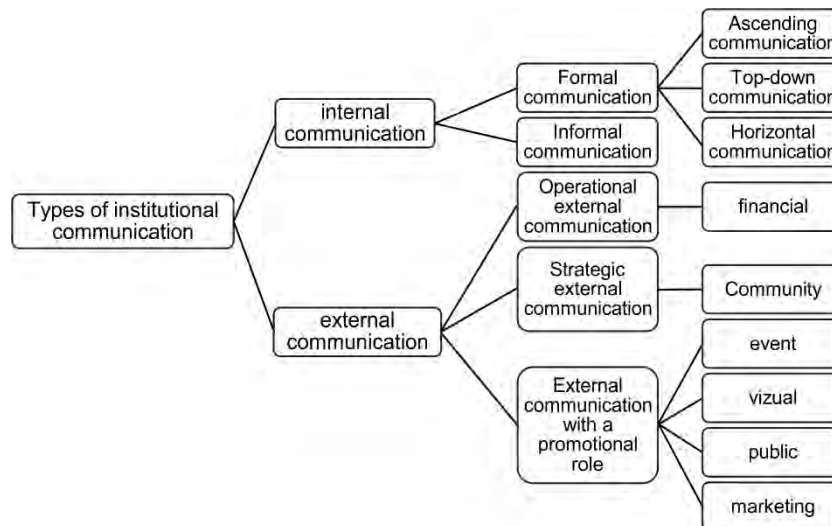 Types of institutional
communication
internal
communication
Formal
communication
Ascending
communication
Top-down
communication
Horizontal
communication
Informal
communication
external
communication
Operational
external
communication
financial
Strategic
external
communication
Community
External
communication
with a
promotional
role
event
vizual
public
marketing